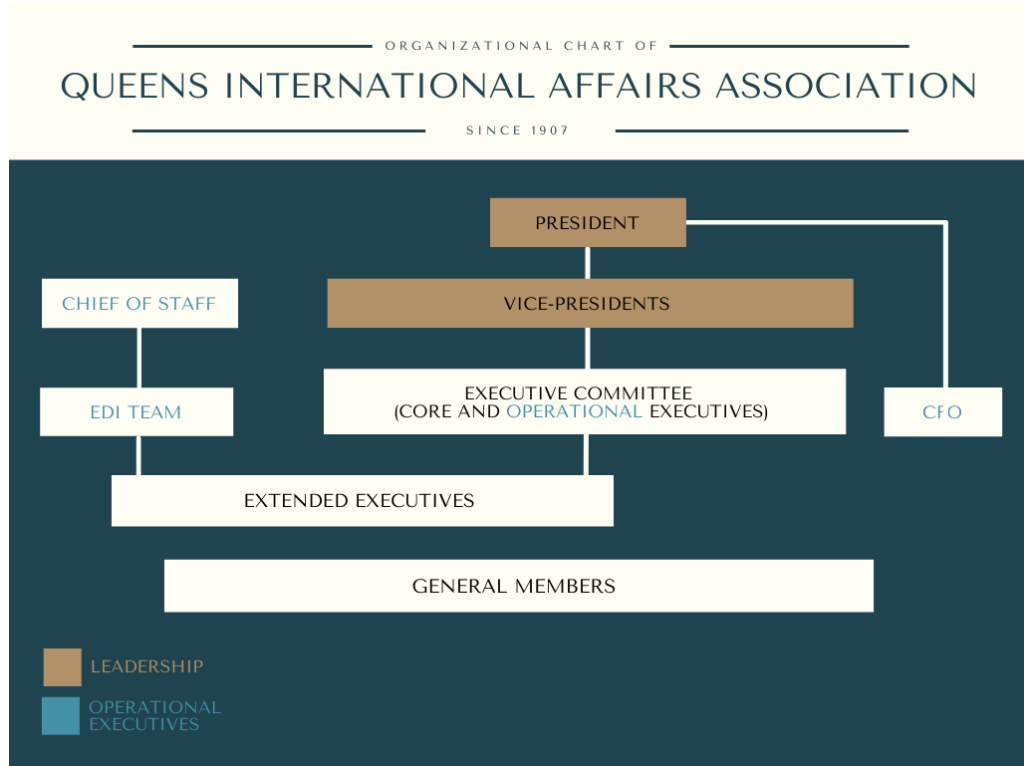 ORGANIZATIONAL CHART OF
QUEENS INTERNATIONAL AFFAIRS ASSOCIATION
SINCE 1907
PRESIDENT
CHIEF OF STAFF
VICE-PRESIDENTS
EXECUTIVE COMMITTEE
(CORE AND OPERATIONAL EXECUTIVES)
EDI TEAM
CFO
EXTENDED EXECUTIVES
GENERAL MEMBERS
LEADERSHIP
OPERATIONAL
EXECUTIVES